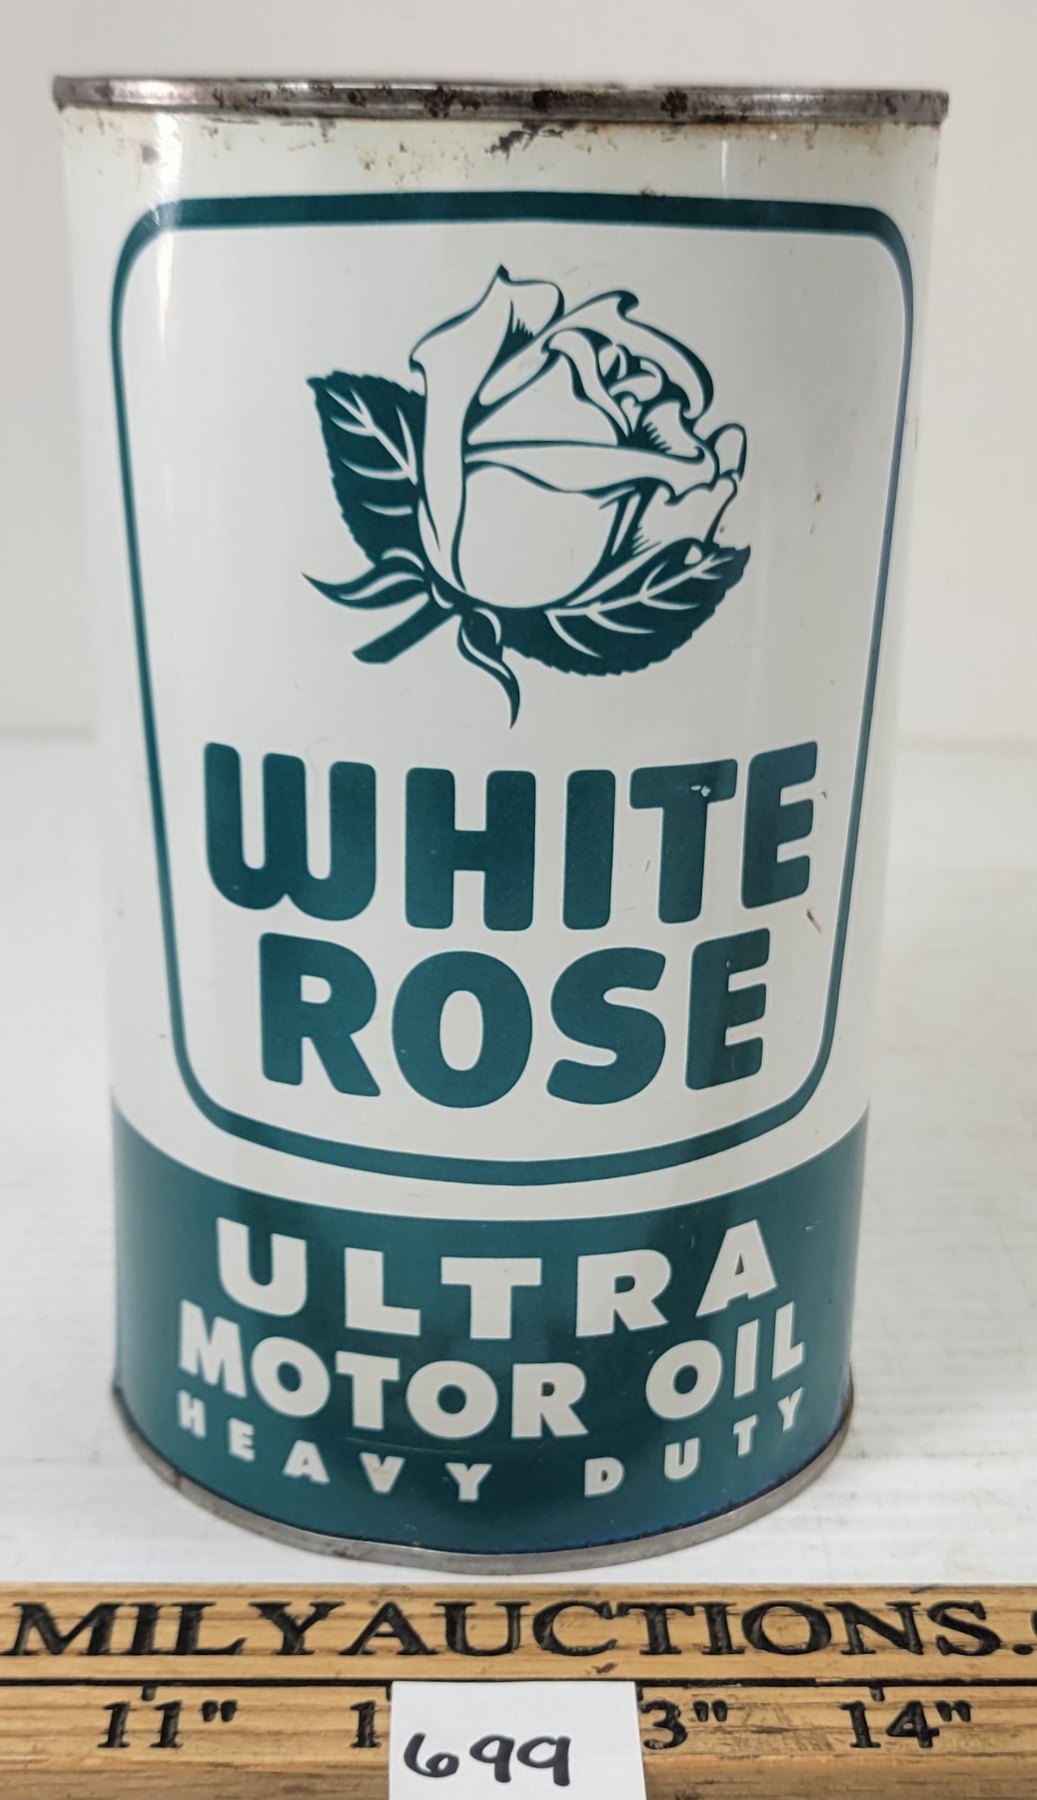 WHITE
ROSE
ULTRA
MOTOR OIL
HEAVY DUTY
MILYAUCTIONS.
11" 3" 14"
699